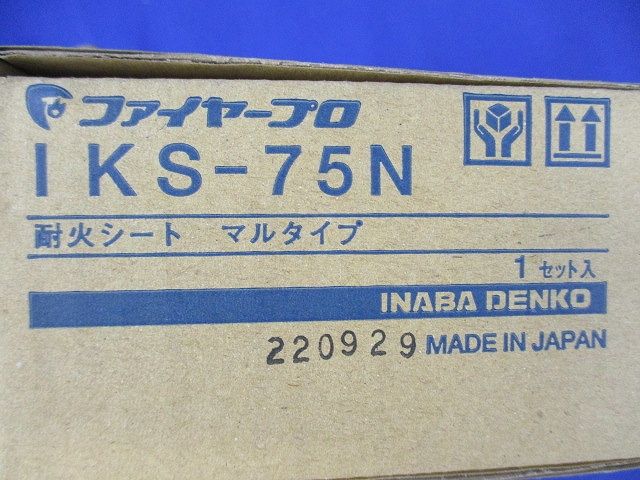 ファイヤープロ
IKS-75N
耐火シート マルタイプ
1セット入
INABA DENKO
220929 MADE IN JAPAN